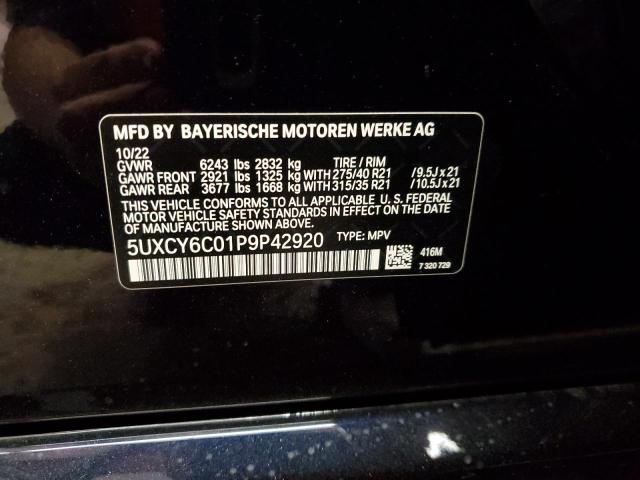 MFD BY BAYERISCHE MOTOREN WERKE AG
10/22
GVWR 6243 lbs 2832 kg TIRE / RIM
GAWR FRONT 2921 lbs 1325 kg WITH 275/40 R21 /9.5J x 21
GAWR REAR 3677 lbs 1668 kg WITH 315/35 R21 /10.5J x 21
THIS VEHICLE CONFORMS TO ALL APPLICABLE U. S. FEDERAL
MOTOR VEHICLE SAFETY STANDARDS IN EFFECT ON THE DATE OF
MANUFACTURE SHOWN ABOVE.
5UXCY6C01P9P42920 TYPE: MPV
416M
7 320 729